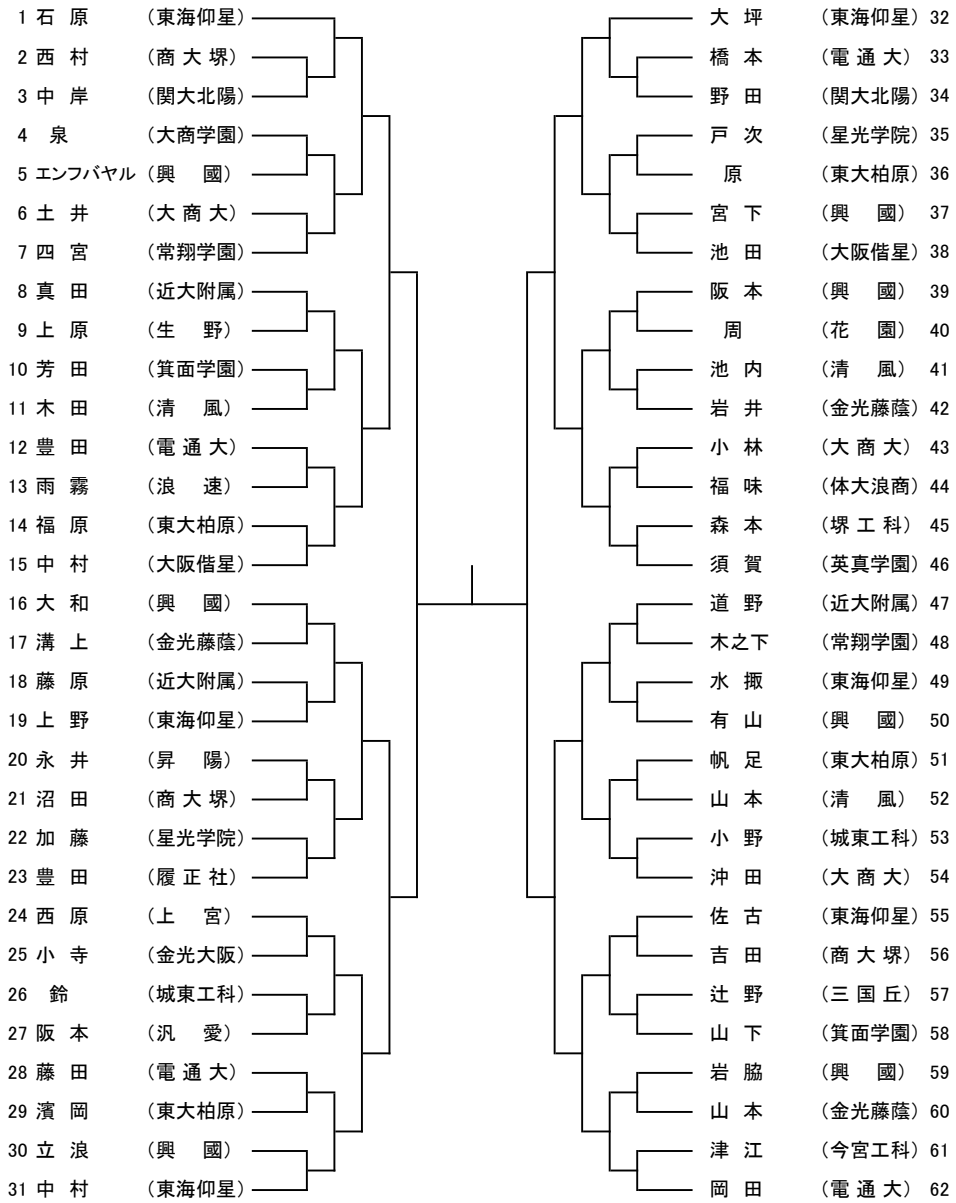 1 石原 (東海仰星)
2 西村 (商大堺)
3 中岸 (関大北陽)
4 泉 (大商学園)
5 エンフバヤル (興國)
6 土井 (大商大)
7 四宮 (常翔学園)
8 真田 (近大附属)
9 上原 (生野)
10 芳田 (箕面学園)
11 木田 (清風)
12 豊田 (電通大)
13 雨霧 (浪速)
14 福原 (東大柏原)
15 中村 (大阪偕星)
16 大和 (興國)
17 溝上 (金光藤蔭)
18 藤原 (近大附属)
19 上野 (東海仰星)
20 永井 (昇陽)
21 沼田 (商大堺)
22 加藤 (星光学院)
23 豊田 (履正社)
24 西原 (上宮)
25 小寺 (金光大阪)
26 鈴 (城東工科)
27 阪本 (汎愛)
28 藤田 (電通大)
29 濱岡 (東大柏原)
30 立浪 (興國)
31 中村 (東海仰星)
大坪 (東海仰星) 32
橋本 (電通大) 33
野田 (関大北陽) 34
戸次 (星光学院) 35
原 (東大柏原) 36
宮下 (興國) 37
池田 (大阪偕星) 38
阪本 (興國) 39
周 (花園) 40
池内 (清風) 41
岩井 (金光藤蔭) 42
小林 (大商大) 43
福味 (体大浪商) 44
森本 (堺工科) 45
須賀 (英真学園) 46
道野 (近大附属) 47
木之下 (常翔学園) 48
水掫 (東海仰星) 49
有山 (興國) 50
帆足 (東大柏原) 51
山本 (清風) 52
小野 (城東工科) 53
沖田 (大商大) 54
佐古 (東海仰星) 55
吉田 (商大堺) 56
辻野 (三国丘) 57
山下 (箕面学園) 58
岩脇 (興國) 59
山本 (金光藤蔭) 60
津江 (今宮工科) 61
岡田 (電通大) 62